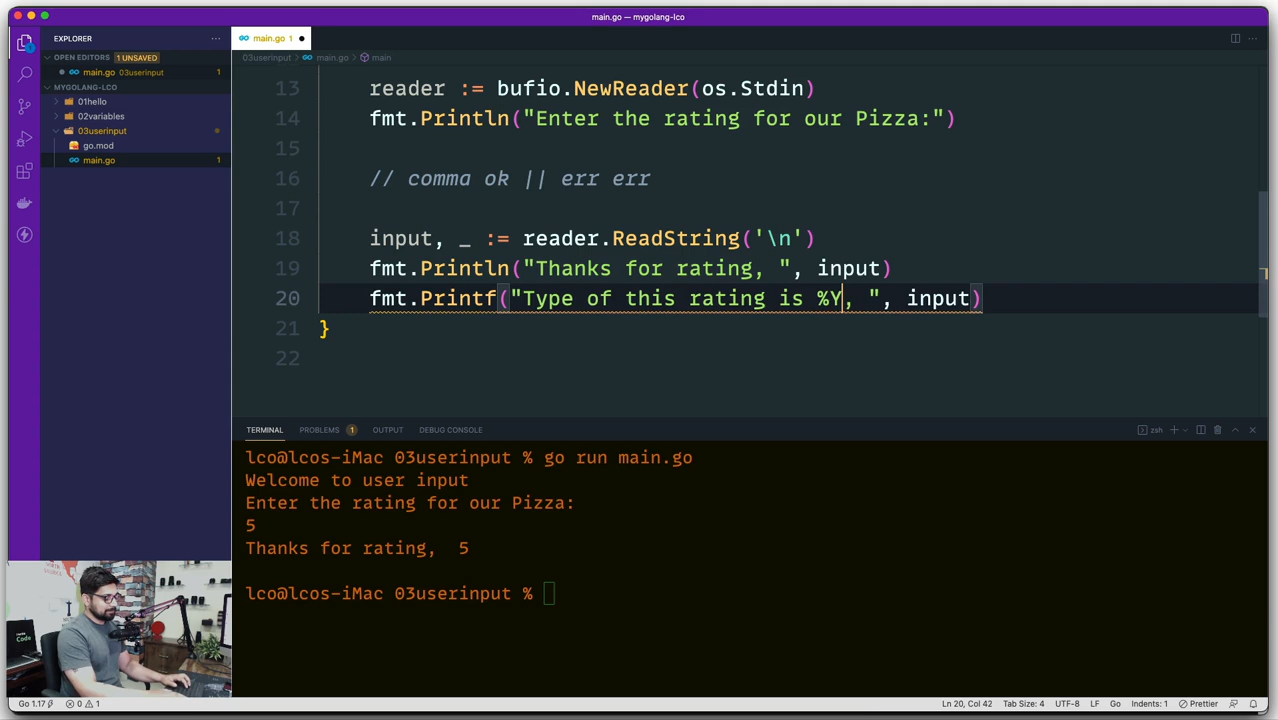 main.go — mygolang-lco
EXPLORER ...
OPEN EDITORS 1 UNSAVED
main.go 03userinput 1
MYGOLANG-LCO
01hello
02variables
03userinput
go.mod
main.go 1
main.go 1
03userinput > main.go > main
13 reader := bufio.NewReader(os.Stdin)
14 fmt.Println("Enter the rating for our Pizza:")
15
16 // comma ok || err err
17
18 input, _ := reader.ReadString('\n')
19 fmt.Println("Thanks for rating, ", input)
20 fmt.Printf("Type of this rating is %Y, ", input)
21 }
22
TERMINAL PROBLEMS 1 OUTPUT DEBUG CONSOLE
zsh
lco@lcos-iMac 03userinput % go run main.go
Welcome to user input
Enter the rating for our Pizza:
5
Thanks for rating,  5
lco@lcos-iMac 03userinput %
Go 1.17 0 1 Ln 20, Col 42 Tab Size: 4 UTF-8 LF Go Indents: 1 Prettier